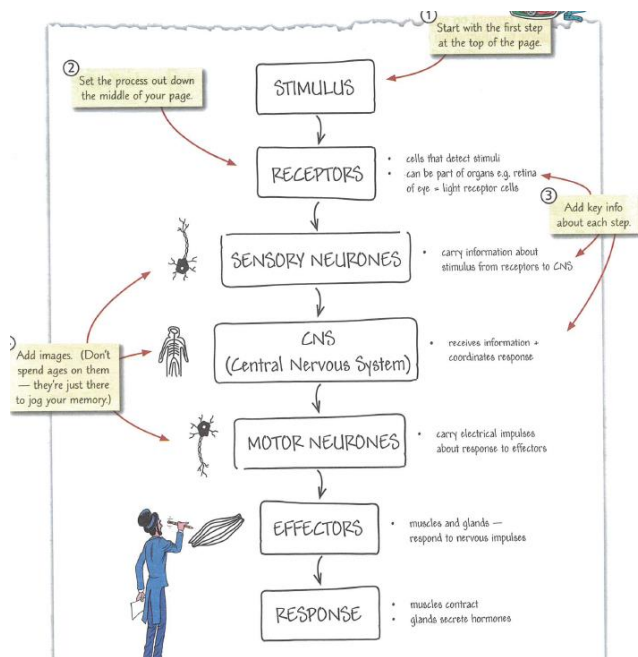 ① Start with the first step
at the top of the page.
② Set the process out down
the middle of your page.
STIMULUS
RECEPTORS
• cells that detect stimuli
• can be part of organs e.g. retina
of eye = light receptor cells
③ Add key info
about each step.
SENSORY NEURONES
• carry information about
stimulus from receptors to CNS
Add images. (Don't
spend ages on them
— they're just there
to jog your memory.)
CNS
(Central Nervous System)
• receives information +
coordinates response
MOTOR NEURONES
• carry electrical impulses
about response to effectors
EFFECTORS
• muscles and glands —
respond to nervous impulses
RESPONSE
• muscles contract
• glands secrete hormones